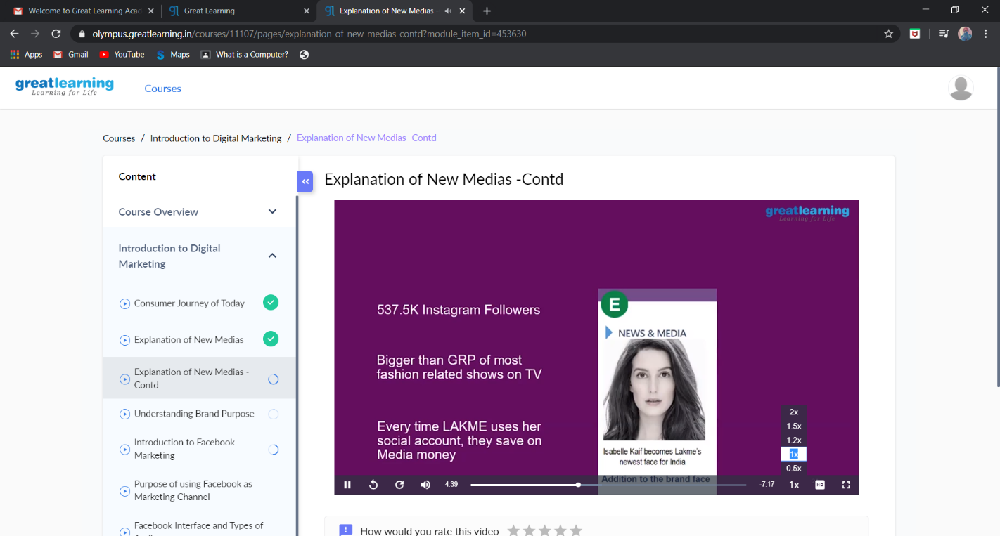 Welcome to Great Learning Acad
Great Learning
Explanation of New Medias -
olympus.greatlearning.in/courses/11107/pages/explanation-of-new-medias-contd?module_item_id=453630
Apps
Gmail
YouTube
Maps
What is a Computer?
greatlearning
Learning for Life
Courses
Courses / Introduction to Digital Marketing / Explanation of New Medias -Contd
Content
Course Overview
Introduction to Digital
Marketing
Consumer Journey of Today
Explanation of New Medias
Explanation of New Medias -
Contd
Understanding Brand Purpose
Introduction to Facebook
Marketing
Purpose of using Facebook as
Marketing Channel
Facebook Interface and Types of
Explanation of New Medias -Contd
greatlearning
Learning for Life
537.5K Instagram Followers
Bigger than GRP of most
fashion related shows on TV
Every time LAKME uses her
social account, they save on
Media money
E
NEWS & MEDIA
Isabelle Kaif becomes Lakme's
newest face for India
Addition to the brand face
2x
1.5x
1.2x
1x
0.5x
4:39
-7:17
1x
HD
How would you rate this video